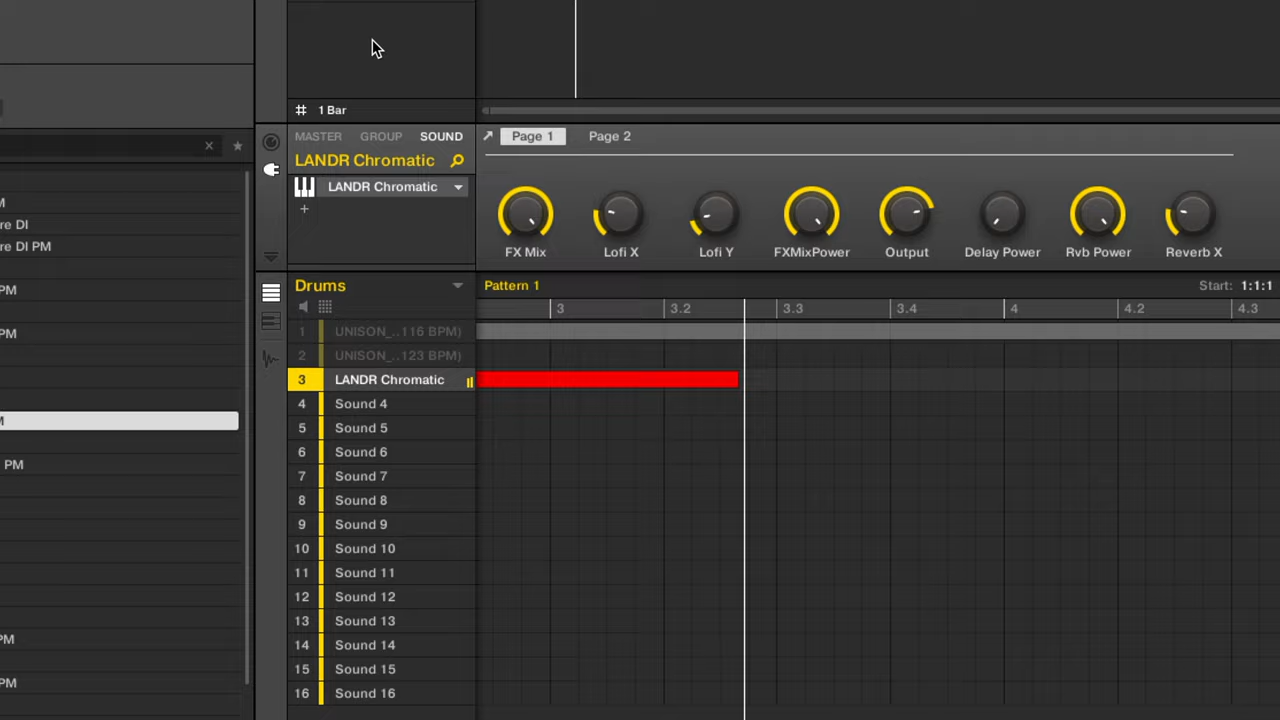 1 Bar
MASTER GROUP SOUND
Page 1 Page 2
LANDR Chromatic
LANDR Chromatic
FX Mix Lofi X Lofi Y FXMixPower Output Delay Power Rvb Power Reverb X
M
re DI
re DI PM
PM
PM
M
PM
PM
PM
Drums
Pattern 1
Start: 1:1:1
3 3.2 3.3 3.4 4 4.2 4.3
1 UNISON_..116 BPM)
2 UNISON_..123 BPM)
3 LANDR Chromatic
4 Sound 4
5 Sound 5
6 Sound 6
7 Sound 7
8 Sound 8
9 Sound 9
10 Sound 10
11 Sound 11
12 Sound 12
13 Sound 13
14 Sound 14
15 Sound 15
16 Sound 16